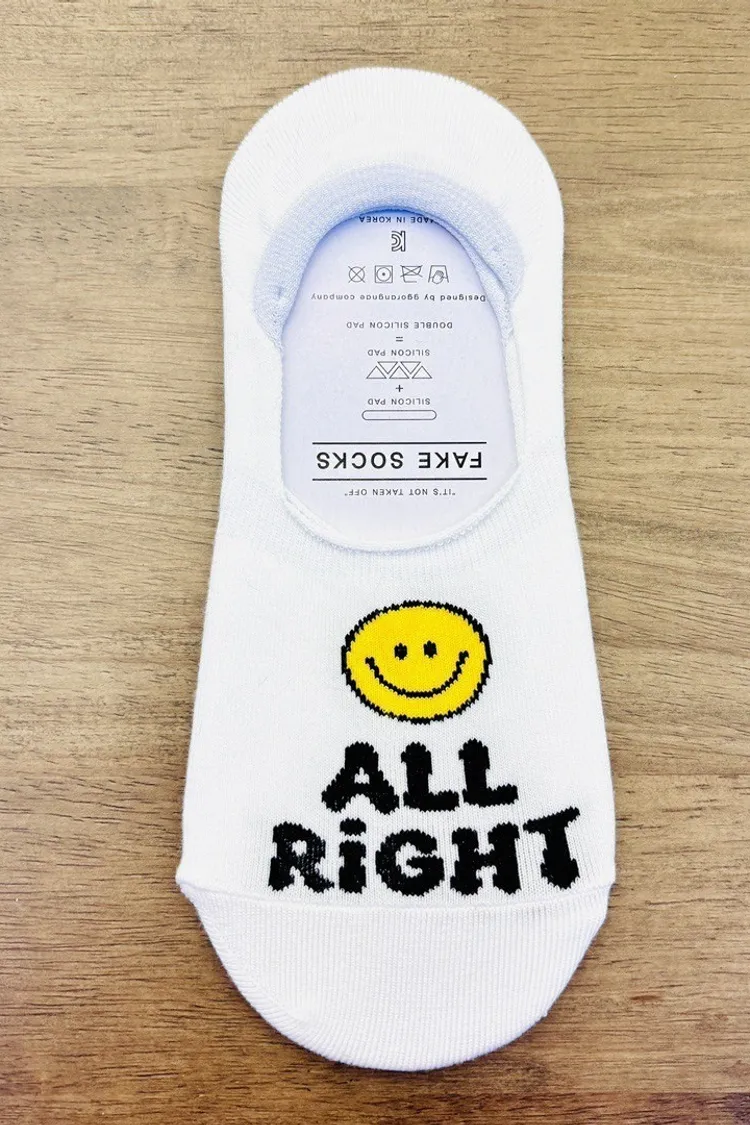 "IT'S NOT TAKEN OFF"
FAKE SOCKS
SILICON PAD
+
SILICON PAD
=
DOUBLE SILICON PAD
Designed by ggorangnae company
MADE IN KOREA
ALL
RiGHT